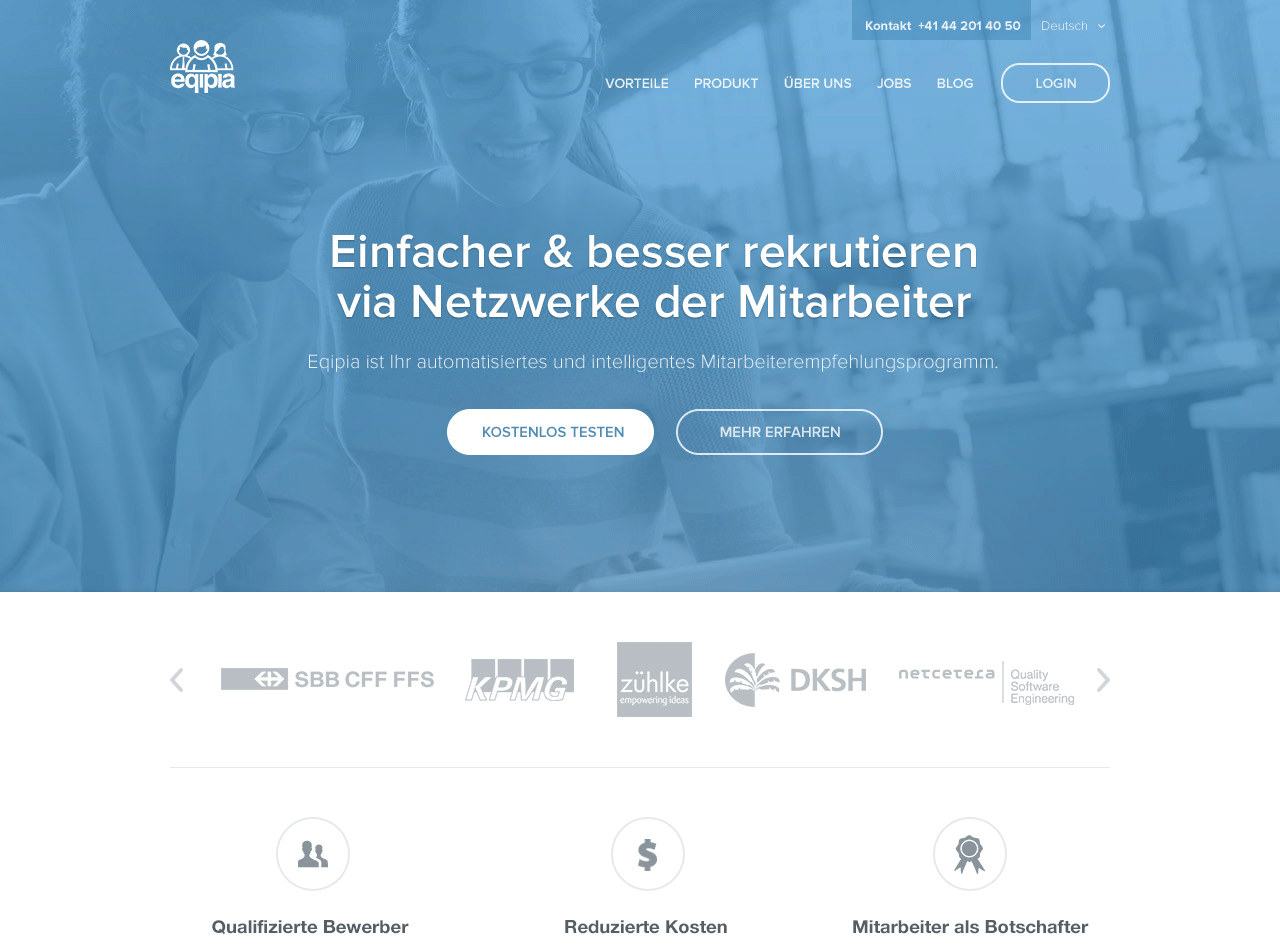 Kontakt +41 44 201 40 50 Deutsch
eqipia
VORTEILE PRODUKT ÜBER UNS JOBS BLOG LOGIN
Einfacher & besser rekrutieren
via Netzwerke der Mitarbeiter
Eqipia ist Ihr automatisiertes und intelligentes Mitarbeiterempfehlungsprogramm.
KOSTENLOS TESTEN MEHR ERFAHREN
SBB CFF FFS
KPMG
zühlke
empowering ideas
DKSH
netcetera
Quality
Software
Engineering
Qualifizierte Bewerber Reduzierte Kosten Mitarbeiter als Botschafter